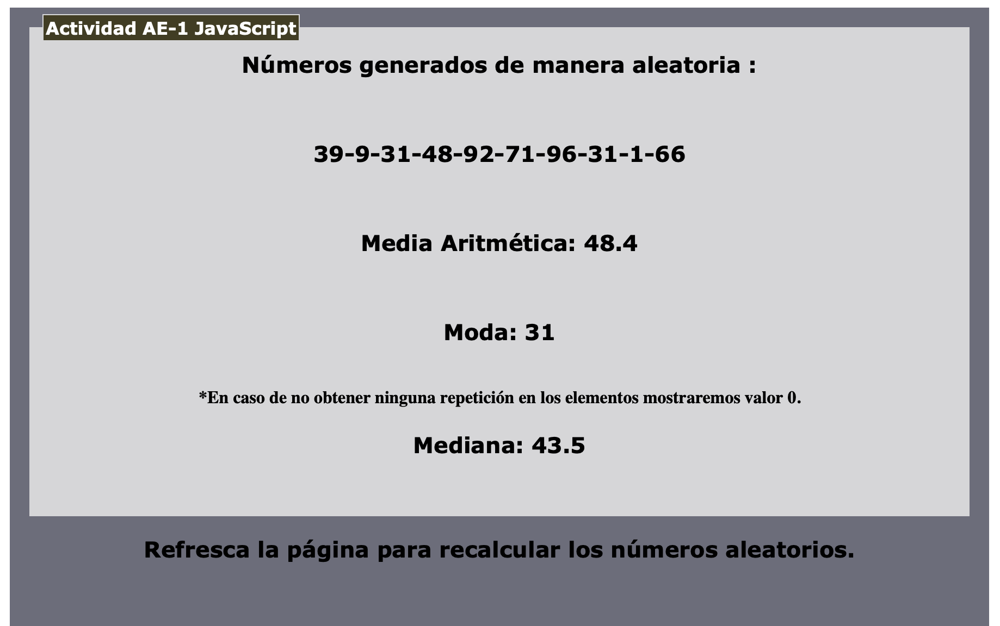 Actividad AE-1 JavaScript
Números generados de manera aleatoria :
39-9-31-48-92-71-96-31-1-66
Media Aritmética: 48.4
Moda: 31
*En caso de no obtener ninguna repetición en los elementos mostraremos valor 0.
Mediana: 43.5
Refresca la página para recalcular los números aleatorios.